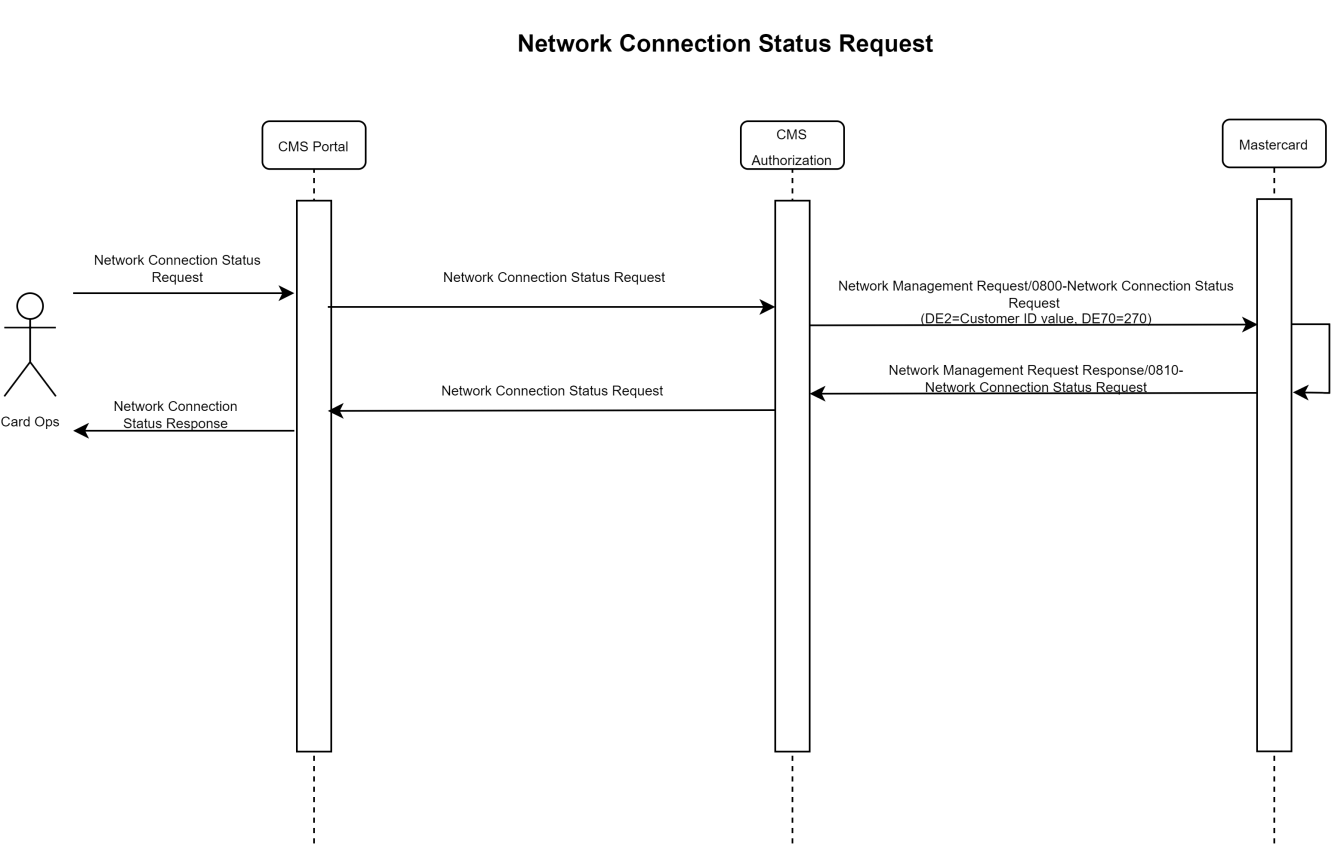 Network Connection Status Request
CMS Portal
CMS
Authorization
Mastercard
Network Connection Status
Request
Network Connection Status Request
Network Management Request/0800-Network Connection Status
Request
(DE2=Customer ID value, DE70=270)
Network Management Request Response/0810-
Network Connection Status Request
Network Connection Status Request
Network Connection
Status Response
Card Ops